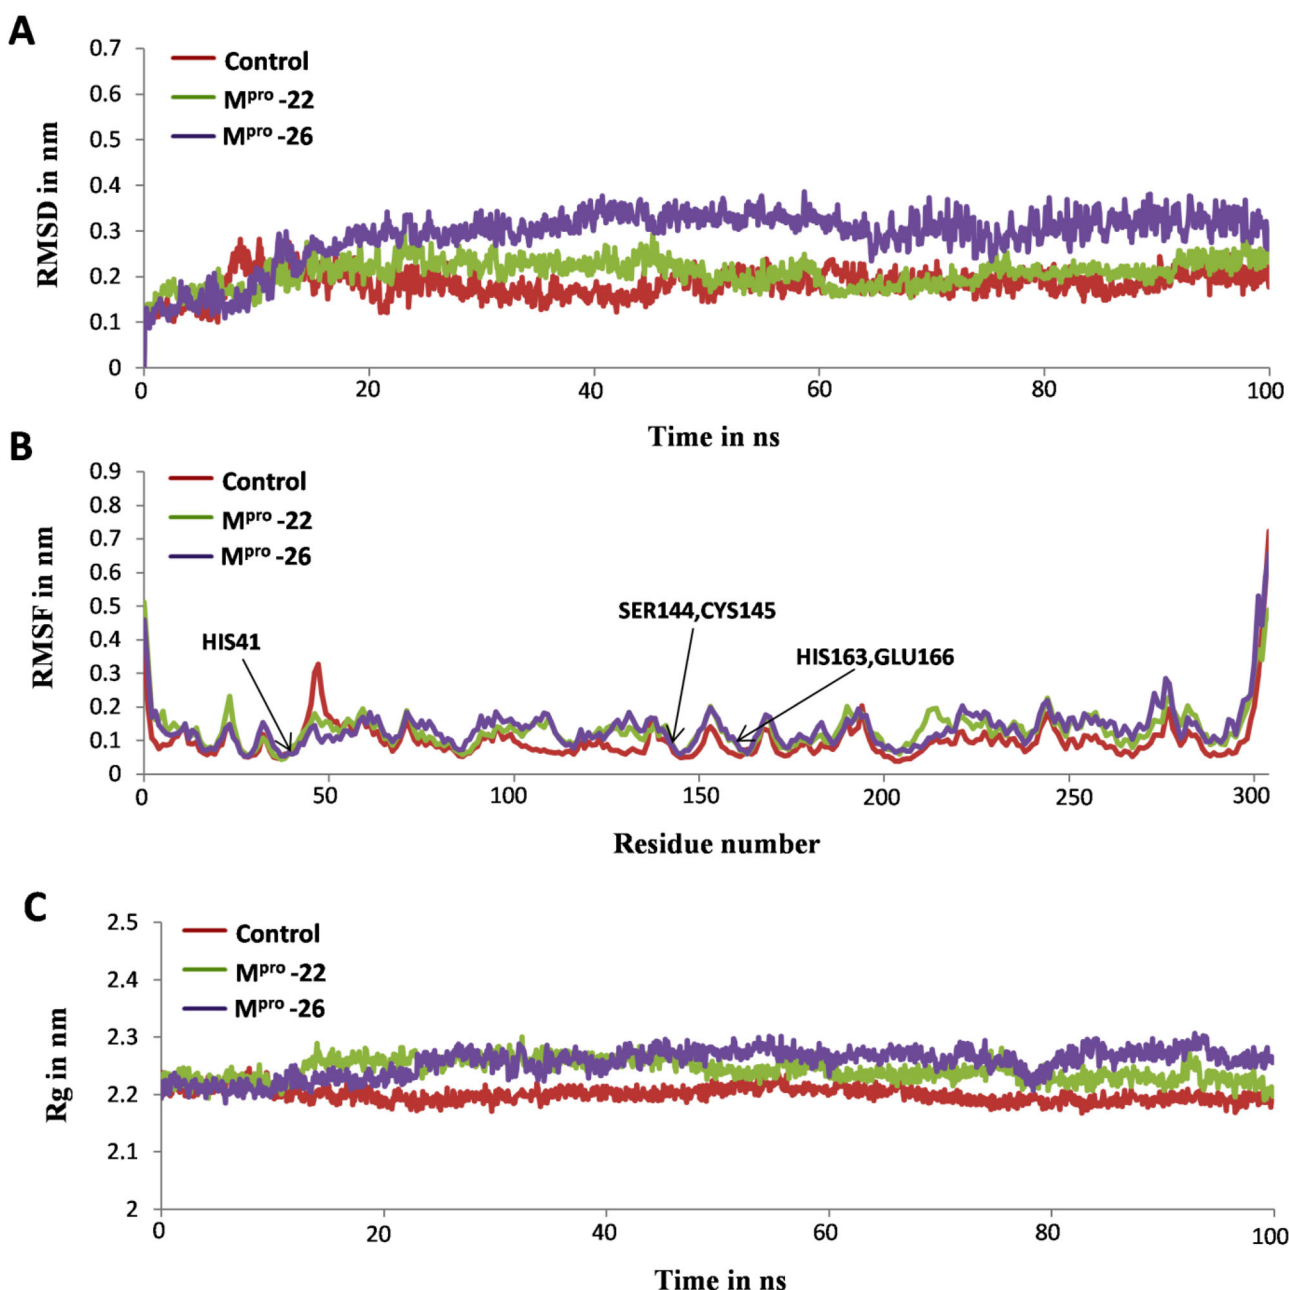 A
RMSD in nm
0.7
0.6
0.5
0.4
0.3
0.2
0.1
0
Control
Mpro -22
Mpro -26
0 20 40 60 80 100
Time in ns
B
RMSF in nm
0.9
0.8
0.7
0.6
0.5
0.4
0.3
0.2
0.1
0
Control
Mpro -22
Mpro -26
HIS41
SER144,CYS145
HIS163,GLU166
0 50 100 150 200 250 300
Residue number
C
Rg in nm
2.5
2.4
2.3
2.2
2.1
2
Control
Mpro -22
Mpro -26
0 20 40 60 80 100
Time in ns